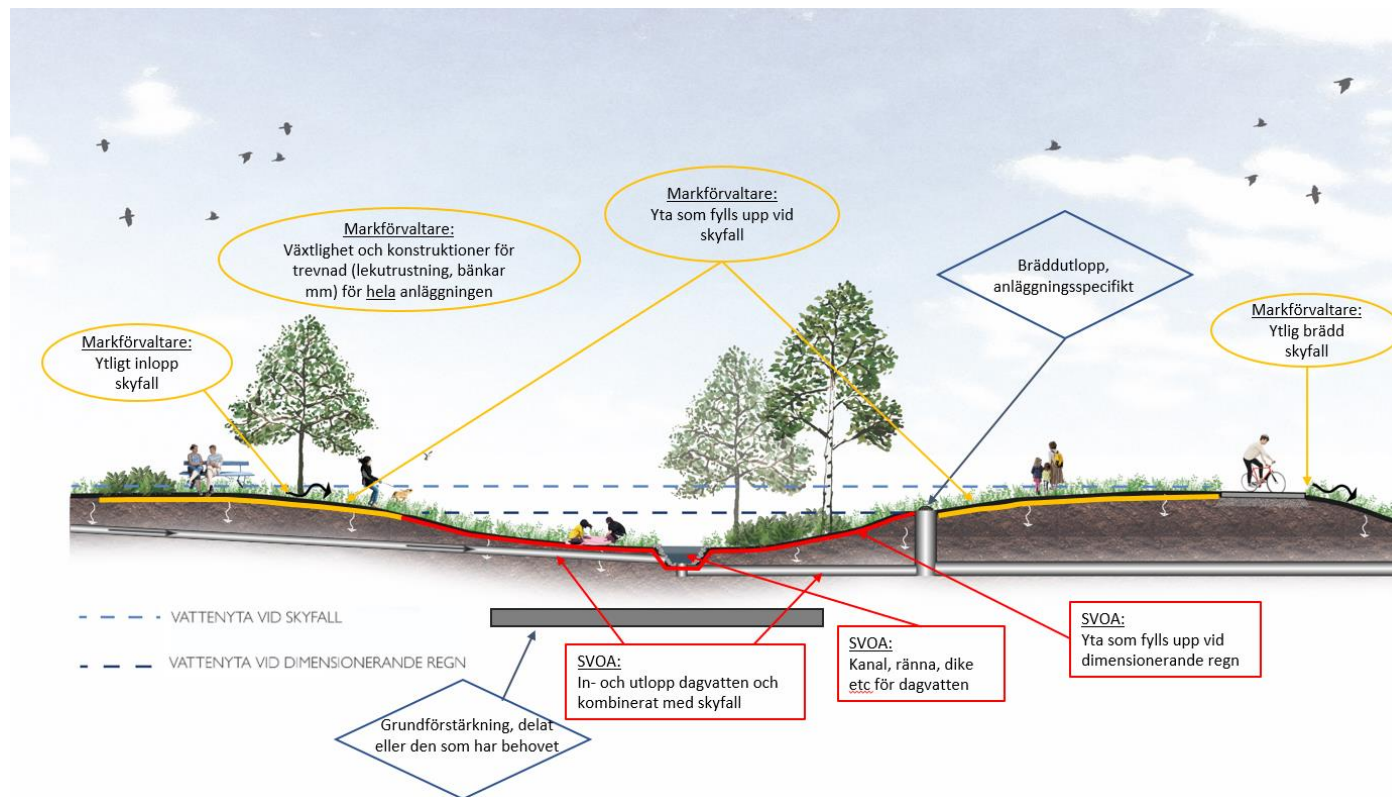 Markförvaltare:
Yta som fylls upp vid
skyfall
Markförvaltare:
Växtlighet och konstruktioner för
trevnad (lekutrustning, bänkar
mm) för hela anläggningen
Bräddutlopp,
anläggningsspecifikt
Markförvaltare:
Ytligt inlopp
skyfall
Markförvaltare:
Ytlig brädd
skyfall
VATTENYTA VID SKYFALL
VATTENYTA VID DIMENSIONERANDE REGN
SVOA:
In- och utlopp dagvatten och
kombinerat med skyfall
SVOA:
Kanal, ränna, dike
etc för dagvatten
SVOA:
Yta som fylls upp vid
dimensionerande regn
Grundförstärkning, delat
eller den som har behovet